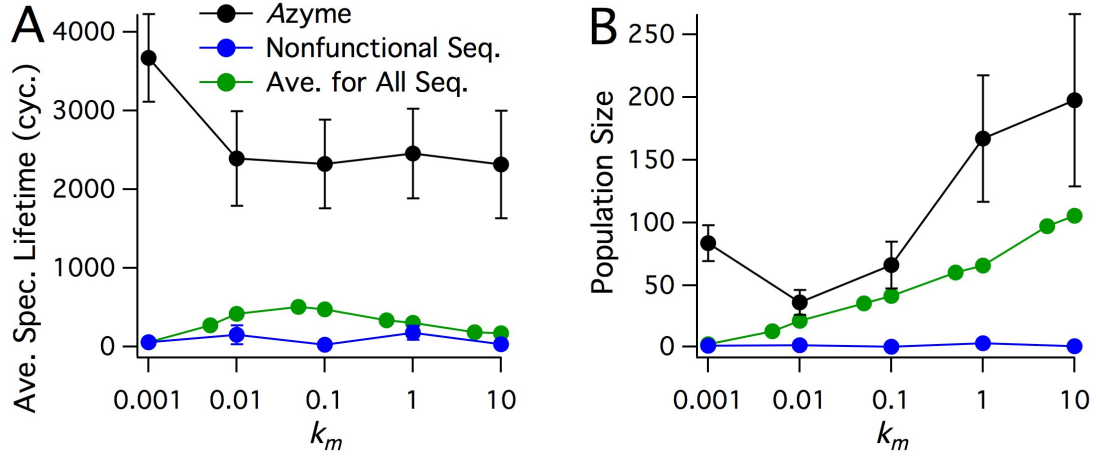 A
Ave. Spec. Lifetime (cyc.)
4000
3000
2000
1000
0
Azyme
Nonfunctional Seq.
Ave. for All Seq.
0.001 0.01 0.1 1 10
km
B
Population Size
250
200
150
100
50
0
0.001 0.01 0.1 1 10
km